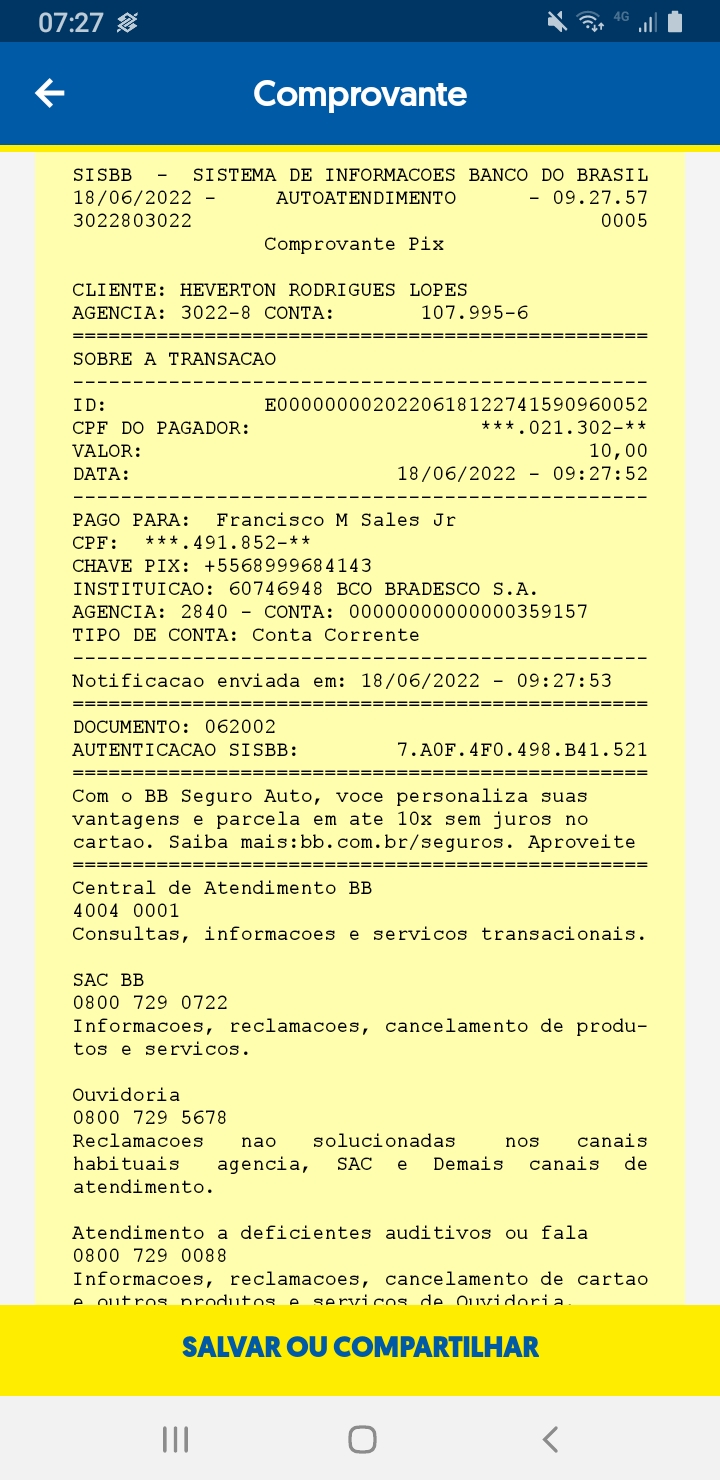 07:27 4G
Comprovante
SISBB - SISTEMA DE INFORMACOES BANCO DO BRASIL
18/06/2022 - AUTOATENDIMENTO - 09.27.57
3022803022 0005
Comprovante Pix
CLIENTE: HEVERTON RODRIGUES LOPES
AGENCIA: 3022-8 CONTA: 107.995-6
================================================
SOBRE A TRANSACAO
------------------------------------------------
ID: E0000000020220618122741590960052
CPF DO PAGADOR: ***.021.302-**
VALOR: 10,00
DATA: 18/06/2022 - 09:27:52
------------------------------------------------
PAGO PARA: Francisco M Sales Jr
CPF: ***.491.852-**
CHAVE PIX: +5568999684143
INSTITUICAO: 60746948 BCO BRADESCO S.A.
AGENCIA: 2840 - CONTA: 00000000000000359157
TIPO DE CONTA: Conta Corrente
------------------------------------------------
Notificacao enviada em: 18/06/2022 - 09:27:53
================================================
DOCUMENTO: 062002
AUTENTICACAO SISBB: 7.A0F.4F0.498.B41.521
================================================
Com o BB Seguro Auto, voce personaliza suas
vantagens e parcela em ate 10x sem juros no
cartao. Saiba mais:bb.com.br/seguros. Aproveite
================================================
Central de Atendimento BB
4004 0001
Consultas, informacoes e servicos transacionais.
SAC BB
0800 729 0722
Informacoes, reclamacoes, cancelamento de produ-
tos e servicos.
Ouvidoria
0800 729 5678
Reclamacoes nao solucionadas nos canais
habituais agencia, SAC e Demais canais de
atendimento.
Atendimento a deficientes auditivos ou fala
0800 729 0088
Informacoes, reclamacoes, cancelamento de cartao
e outros produtos e servicos de Ouvidoria.
SALVAR OU COMPARTILHAR